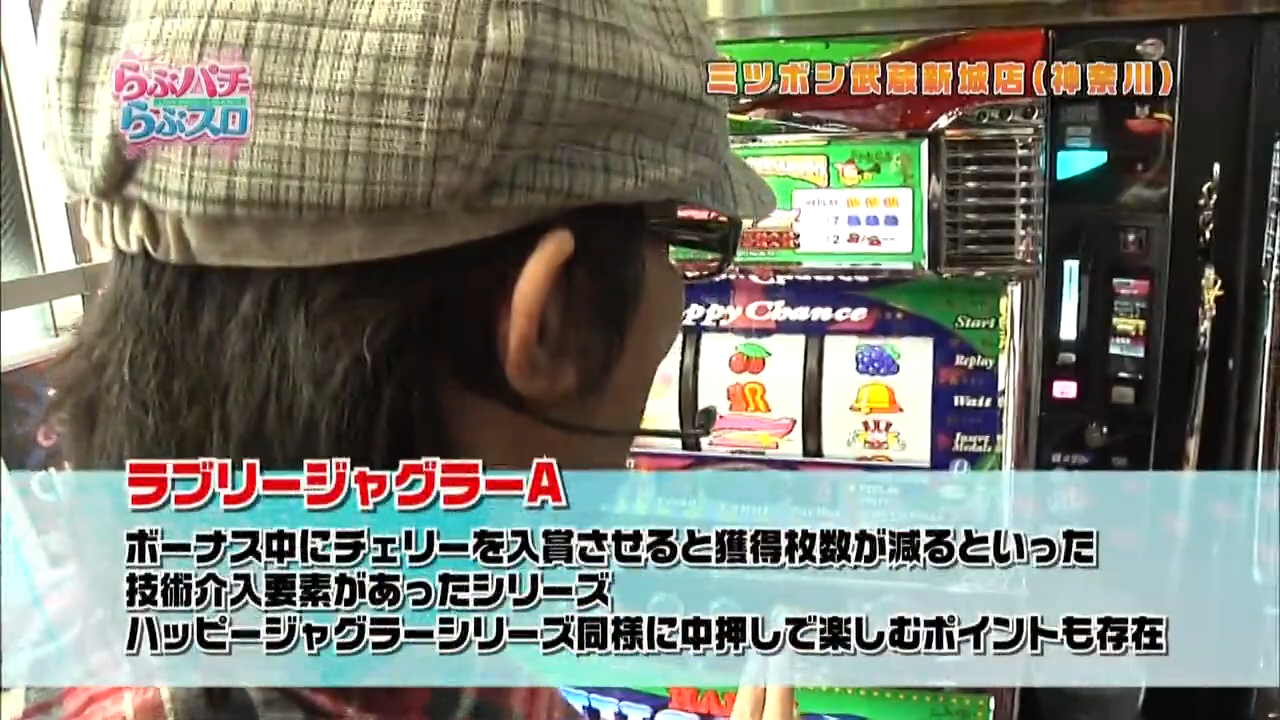 らぶパチ
らぶスロ
ミツボシ武蔵新城店(神奈川)
REPLAY
ppy Chance
Start
Replay
Wait
Insert
Medals
ラブリージャグラーA
ボーナス中にチェリーを入賞させると獲得枚数が減るといった
技術介入要素があったシリーズ
ハッピージャグラーシリーズ同様に中押しで楽しむポイントも存在